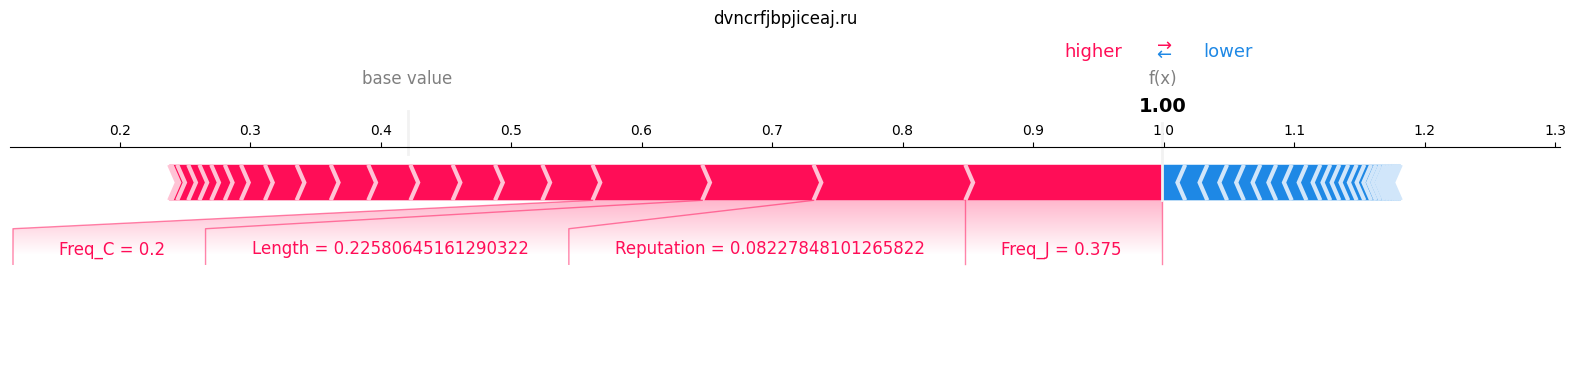 dvncrfjbpjiceaj.ru
higher → ← lower
base value f(x)
1.00
0.2 0.3 0.4 0.5 0.6 0.7 0.8 0.9 1.0 1.1 1.2 1.3
Freq_C = 0.2 Length = 0.22580645161290322 Reputation = 0.08227848101265822 Freq_J = 0.375